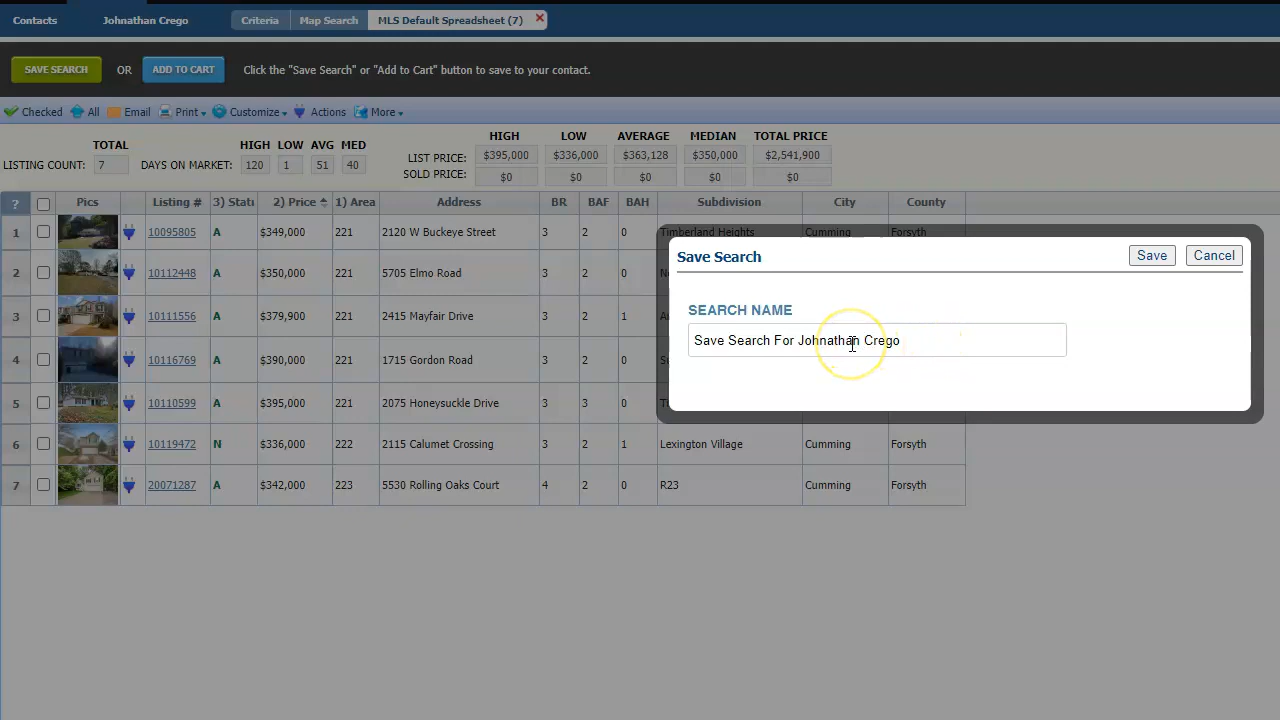 Contacts Johnathan Crego Criteria Map Search MLS Default Spreadsheet (7)
SAVE SEARCH OR ADD TO CART Click the "Save Search" or "Add to Cart" button to save to your contact.
Checked All Email Print Customize Actions More
TOTAL HIGH LOW AVG MED HIGH LOW AVERAGE MEDIAN TOTAL PRICE
LISTING COUNT: 7 DAYS ON MARKET: 120 1 51 40 LIST PRICE: $395,000 $336,000 $363,128 $350,000 $2,541,900
SOLD PRICE: $0 $0 $0 $0 $0
? Pics Listing # 3) Stat 2) Price 1) Area Address BR BAF BAH Subdivision City County
1 10095805 A $349,000 221 2120 W Buckeye Street 3 2 0 Timberland Heights Cumming Forsyth
2 10112448 A $350,000 221 5705 Elmo Road 3 2 0
3 10111556 A $379,900 221 2415 Mayfair Drive 3 2 1
4 10116769 A $390,000 221 1715 Gordon Road 3 2 0
5 10110599 A $395,000 221 2075 Honeysuckle Drive 3 3 0
6 10119472 N $336,000 222 2115 Calumet Crossing 3 2 1 Lexington Village Cumming Forsyth
7 20071287 A $342,000 223 5530 Rolling Oaks Court 4 2 0 R23 Cumming Forsyth
Save Search Save Cancel
SEARCH NAME
Save Search For Johnathan Crego